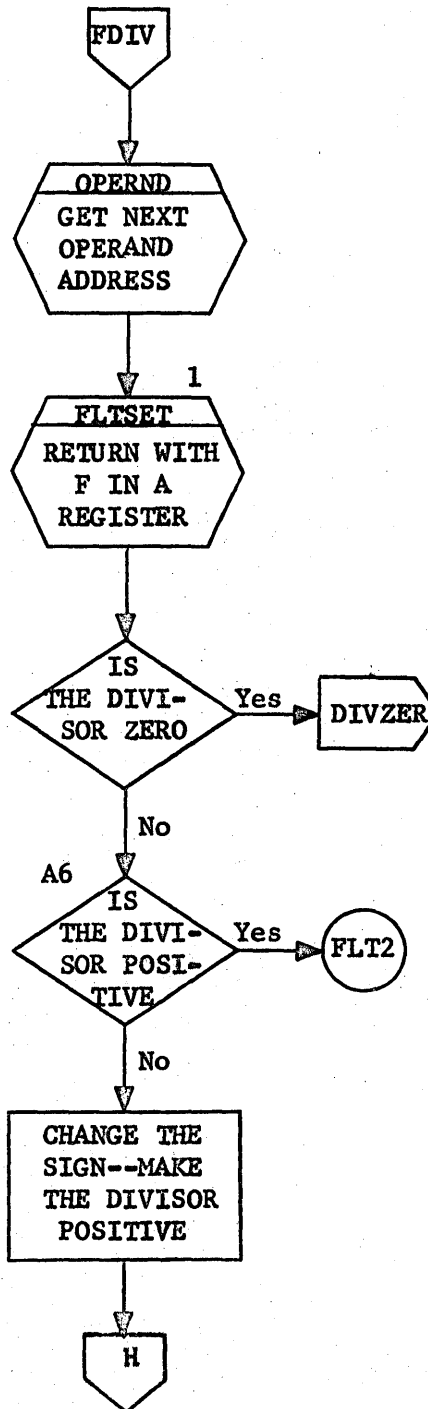 FDIV
OPERND
GET NEXT
OPERAND
ADDRESS
1
FLTSET
RETURN WITH
F IN A
REGISTER
IS
THE DIVI-
SOR ZERO
Yes
DIVZER
No
A6
IS
THE DIVI-
SOR POSI-
TIVE
Yes
FLT2
No
CHANGE THE
SIGN--MAKE
THE DIVISOR
POSITIVE
H